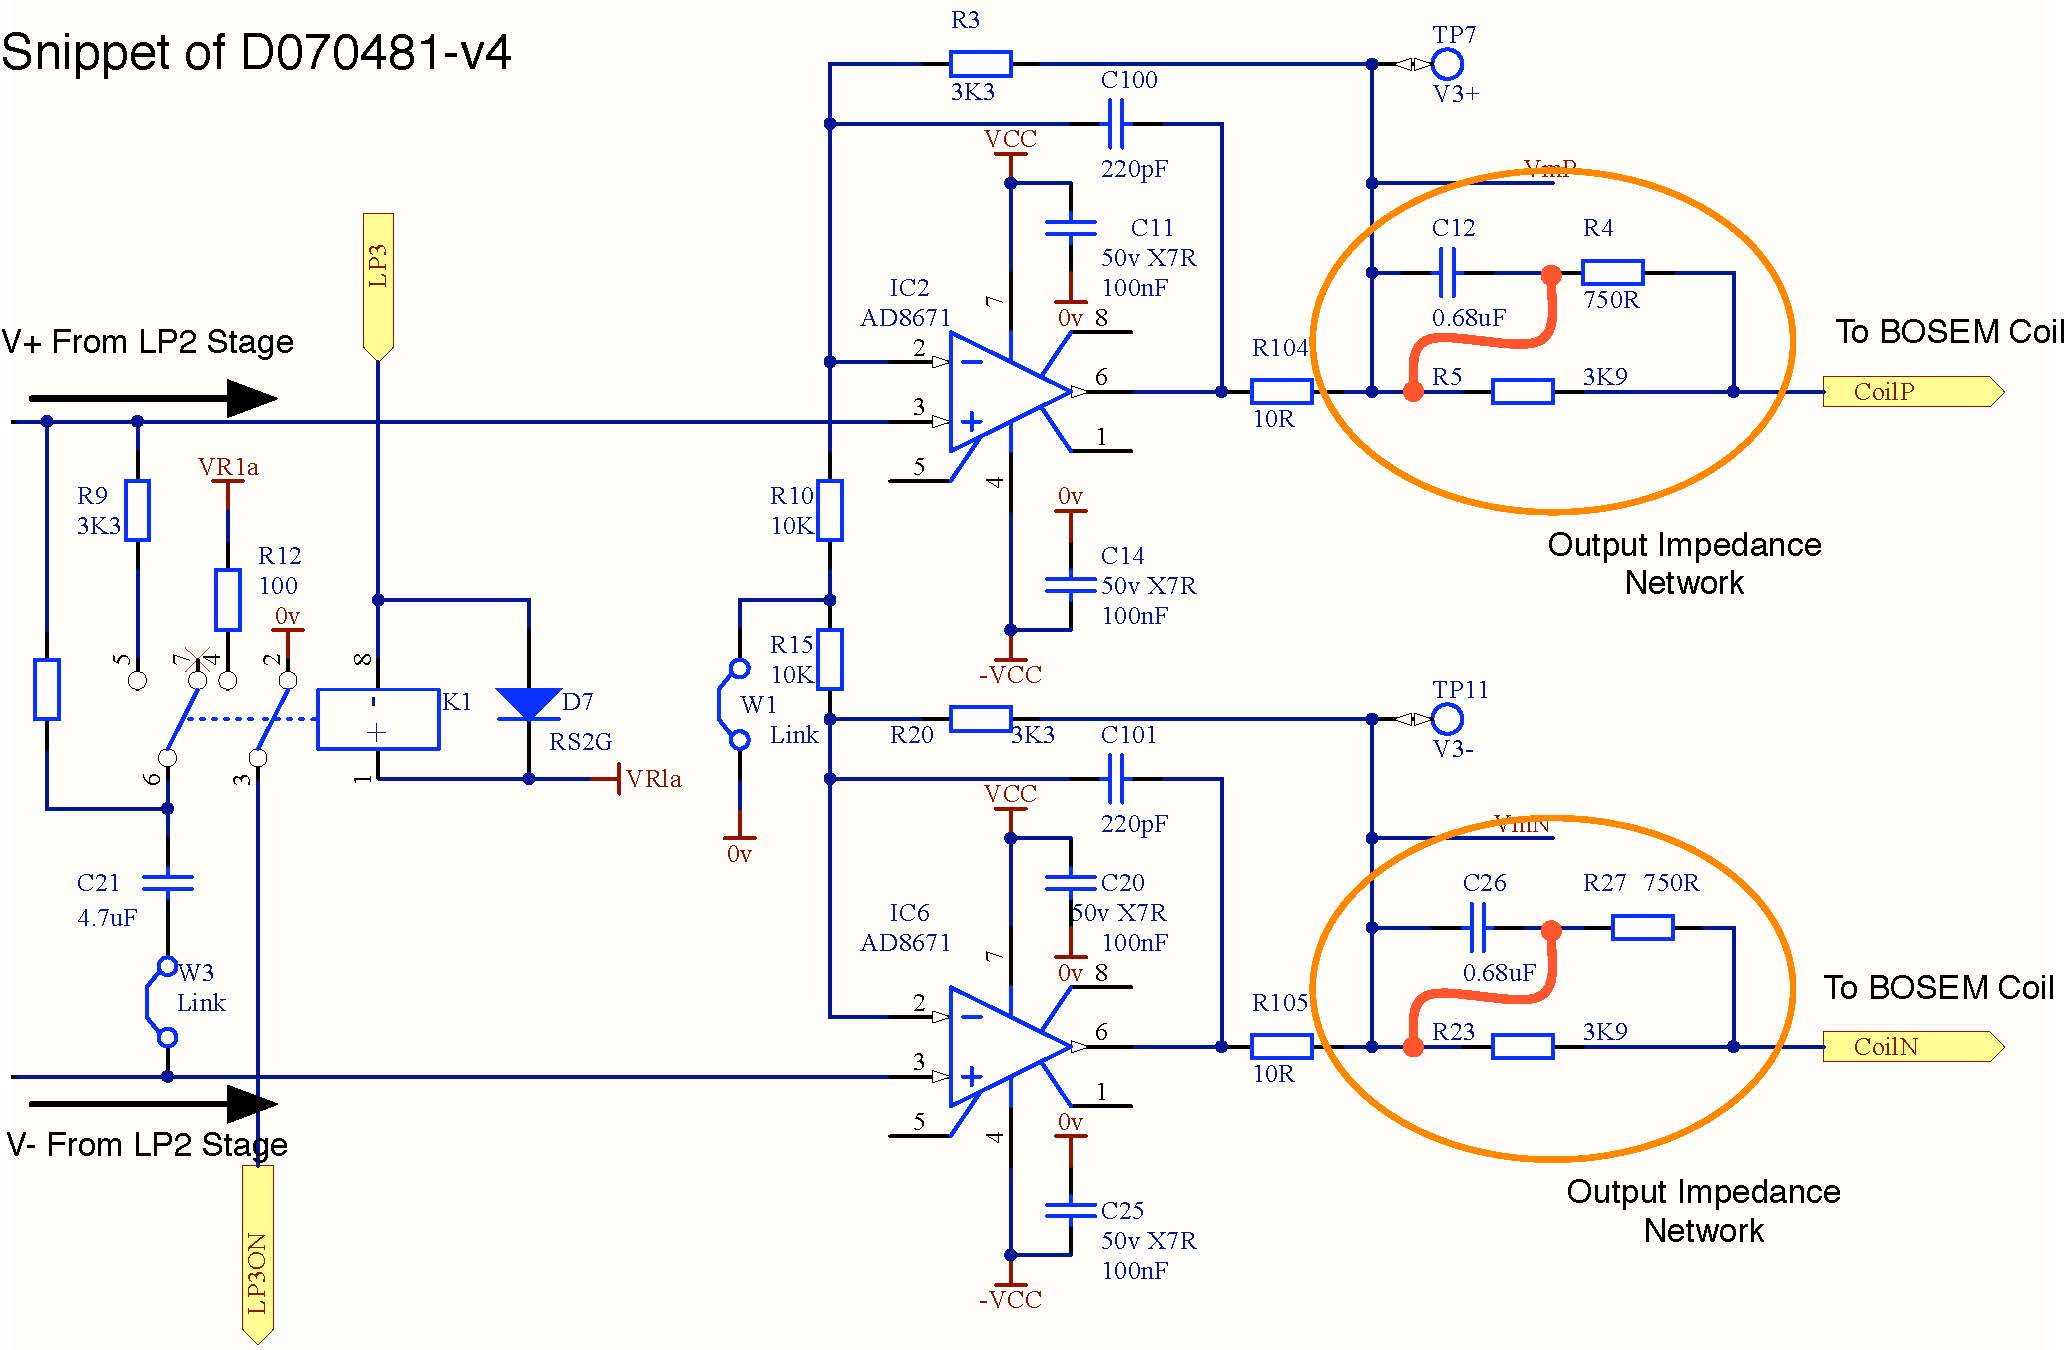 Snippet of D070481-v4
R3
3K3
TP7
V3+
C100
220pF
VCC
VmP
C11
50v X7R
100nF
0v
C12
0.68uF
R4
750R
LP3
IC2
AD8671
7
8
2
3
6
5
4
1
R104
10R
R5
3K9
V+ From LP2 Stage
To BOSEM Coil
CoilP
VR1a
R9
3K3
R12
100
0v
R10
10K
0v
C14
50v X7R
100nF
-VCC
Output Impedance
Network
5
7
4
2
8
K1
D7
RS2G
R15
10K
W1
Link
6
3
1
VR1a
0v
R20
3K3
TP11
V3-
C101
220pF
VCC
VmN
C21
4.7uF
C20
50v X7R
100nF
0v
C26
0.68uF
R27 750R
IC6
AD8671
7
8
W3
Link
2
3
6
5
4
1
R105
10R
R23
3K9
To BOSEM Coil
CoilN
V- From LP2 Stage
0v
C25
50v X7R
100nF
-VCC
Output Impedance
Network
LP3ON